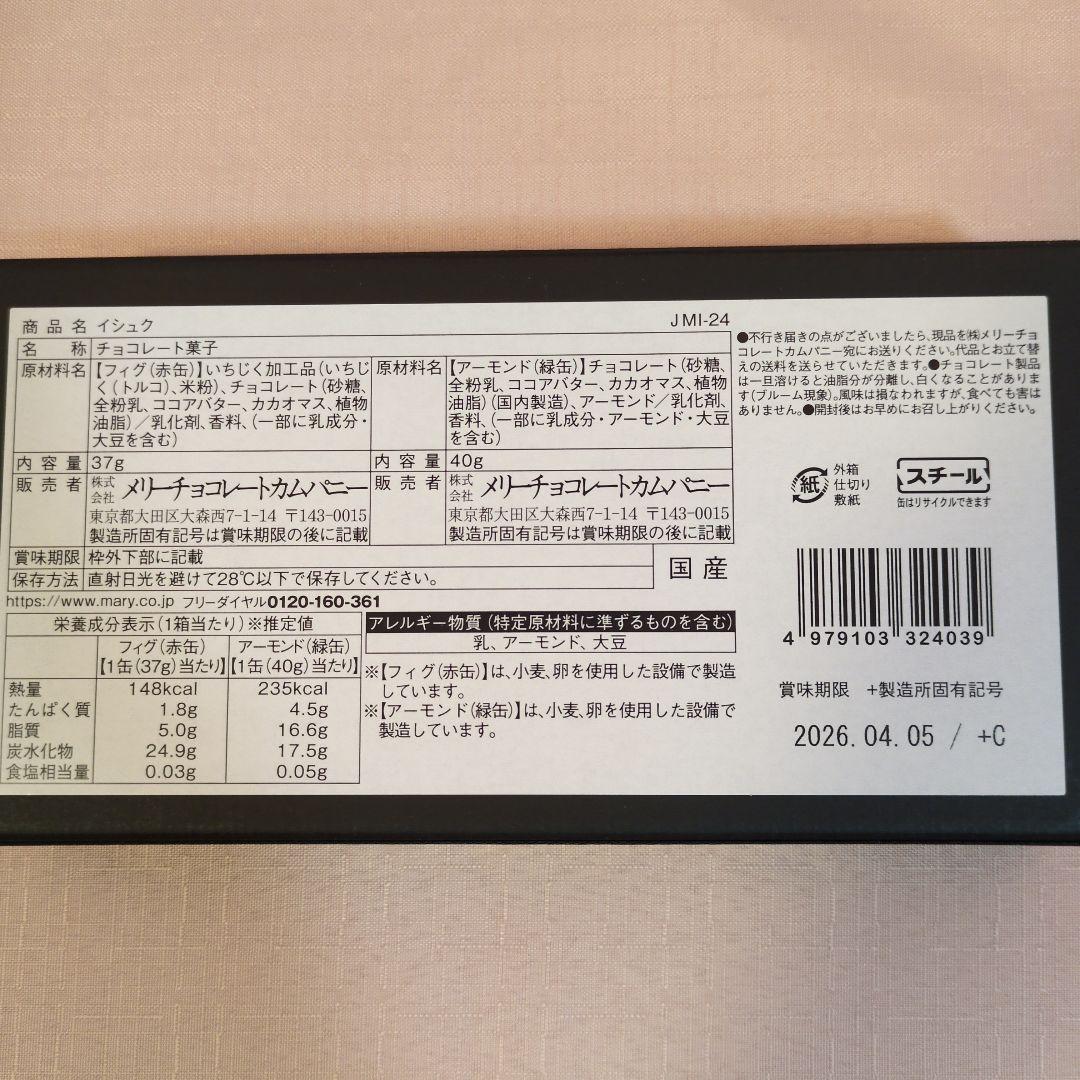 商品名 イシュク
JMI-24
名称 チョコレート菓子
原材料名
【フィグ(赤缶)】いちじく加工品(いちじ
く(トルコ)、米粉)、チョコレート(砂糖、
全粉乳、ココアバター、カカオマス、植物
油脂)／乳化剤、香料、(一部に乳成分・
大豆を含む)
原材料名
【アーモンド(緑缶)】チョコレート(砂糖、
全粉乳、ココアバター、カカオマス、植物
油脂)(国内製造)、アーモンド／乳化剤、
香料、(一部に乳成分・アーモンド・大豆
を含む)
内容量 37g
内容量 40g
販売者
株式会社 メリーチョコレートカムパニー
東京都大田区大森西7-1-14 〒143-0015
製造所固有記号は賞味期限の後に記載
販売者
株式会社 メリーチョコレートカムパニー
東京都大田区大森西7-1-14 〒143-0015
製造所固有記号は賞味期限の後に記載
賞味期限 枠外下部に記載
保存方法 直射日光を避けて28℃以下で保存してください。
国産
https://www.mary.co.jp フリーダイヤル0120-160-361
栄養成分表示(1箱当たり)※推定値
フィグ(赤缶) アーモンド(緑缶)
【1缶(37g)当たり】 【1缶(40g)当たり】
熱量 148kcal 235kcal
たんぱく質 1.8g 4.5g
脂質 5.0g 16.6g
炭水化物 24.9g 17.5g
食塩相当量 0.03g 0.05g
アレルギー物質(特定原材料に準ずるものを含む)
乳、アーモンド、大豆
※【フィグ(赤缶)】は、小麦、卵を使用した設備で製造
しています。
※【アーモンド(緑缶)】は、小麦、卵を使用した設備で
製造しています。
●不行き届きの点がございましたら、現品を㈱メリーチョ
コレートカムパニー宛にお送りください。代品とお立て替
えの送料を送らせていただきます。●チョコレート製品
は一旦溶けると油脂分が分離し、白くなることがありま
す(ブルーム現象)。風味は損なわれますが、食べても害は
ありません。●開封後はお早めにお召し上がりください。
紙
外箱
仕切り
敷紙
スチール
缶はリサイクルできます
4 979103 324039
賞味期限 +製造所固有記号
2026.04.05 / +C